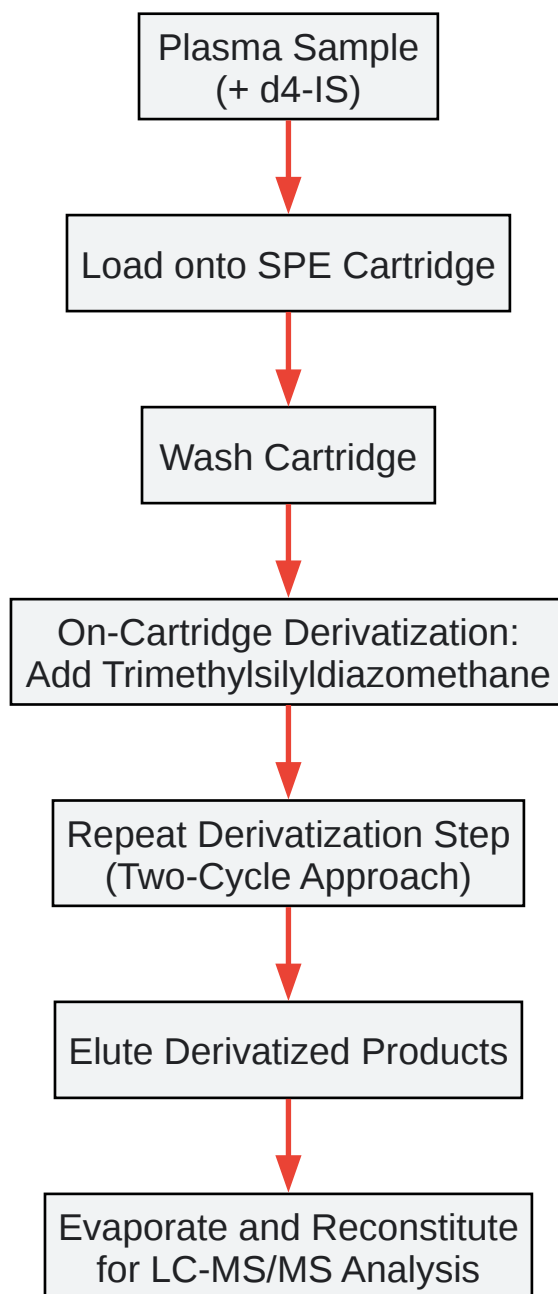 Plasma Sample
(+ d4-IS)
Load onto SPE Cartridge
Wash Cartridge
On-Cartridge Derivatization:
Add Trimethylsilyldiazomethane
Repeat Derivatization Step
(Two-Cycle Approach)
Elute Derivatized Products
Evaporate and Reconstitute
for LC-MS/MS Analysis